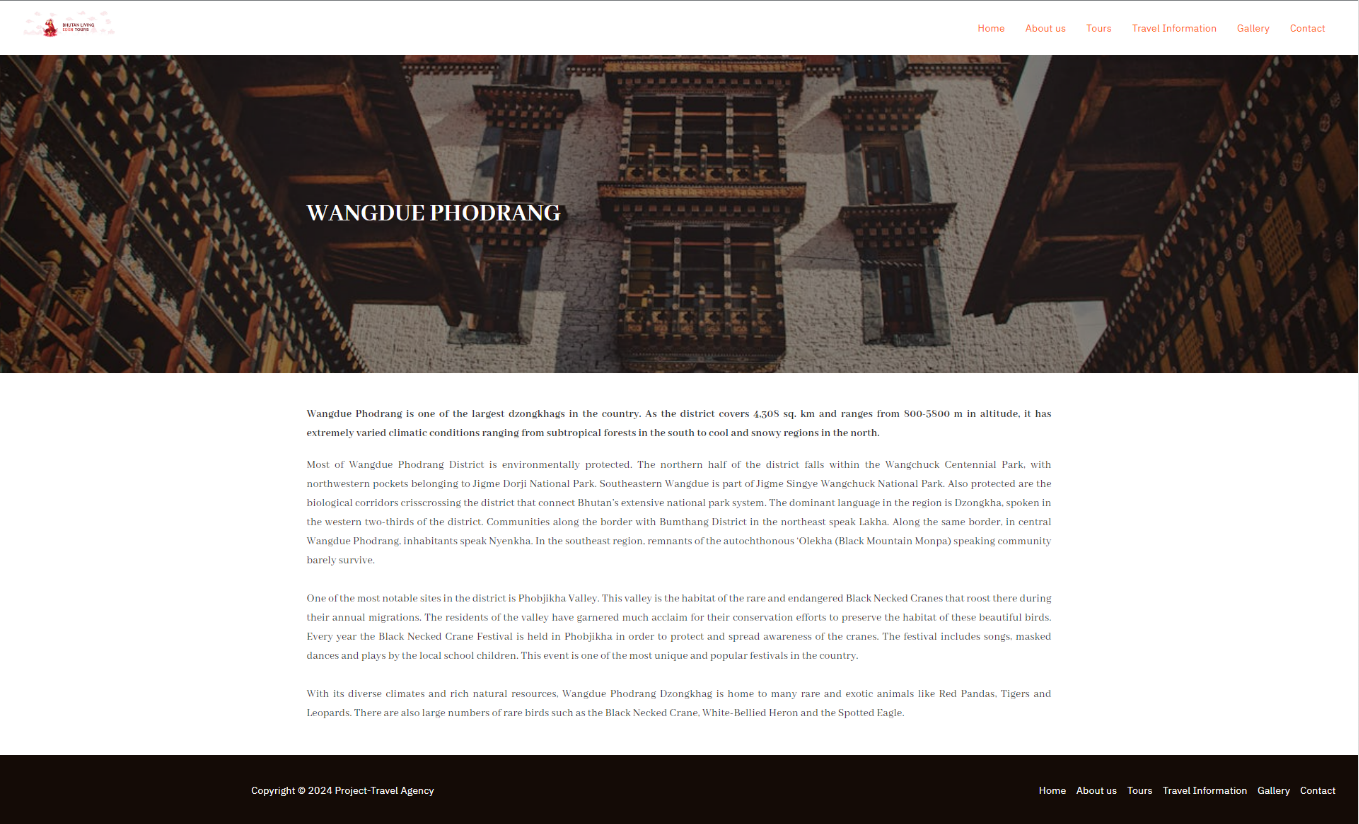 BHUTAN LIVING
TOURS
Home About us Tours Travel Information Gallery Contact
WANGDUE PHODRANG
Wangdue Phodrang is one of the largest dzongkhags in the country. As the district covers 4,308 sq. km and ranges from 800-5800 m in altitude, it has
extremely varied climatic conditions ranging from subtropical forests in the south to cool and snowy regions in the north.
Most of Wangdue Phodrang District is environmentally protected. The northern half of the district falls within the Wangchuck Centennial Park, with
northwestern pockets belonging to Jigme Dorji National Park. Southeastern Wangdue is part of Jigme Singye Wangchuck National Park. Also protected are the
biological corridors crisscrossing the district that connect Bhutan's extensive national park system. The dominant language in the region is Dzongkha, spoken in
the western two-thirds of the district. Communities along the border with Bumthang District in the northeast speak Lakha. Along the same border, in central
Wangdue Phodrang, inhabitants speak Nyenkha. In the southeast region, remnants of the autochthonous 'Olekha (Black Mountain Monpa) speaking community
barely survive.
One of the most notable sites in the district is Phobjikha Valley. This valley is the habitat of the rare and endangered Black Necked Cranes that roost there during
their annual migrations. The residents of the valley have garnered much acclaim for their conservation efforts to preserve the habitat of these beautiful birds.
Every year the Black Necked Crane Festival is held in Phobjikha in order to protect and spread awareness of the cranes. The festival includes songs, masked
dances and plays by the local school children. This event is one of the most unique and popular festivals in the country.
With its diverse climates and rich natural resources, Wangdue Phodrang Dzongkhag is home to many rare and exotic animals like Red Pandas, Tigers and
Leopards. There are also large numbers of rare birds such as the Black Necked Crane, White-Bellied Heron and the Spotted Eagle.
Copyright © 2024 Project-Travel Agency
Home About us Tours Travel Information Gallery Contact